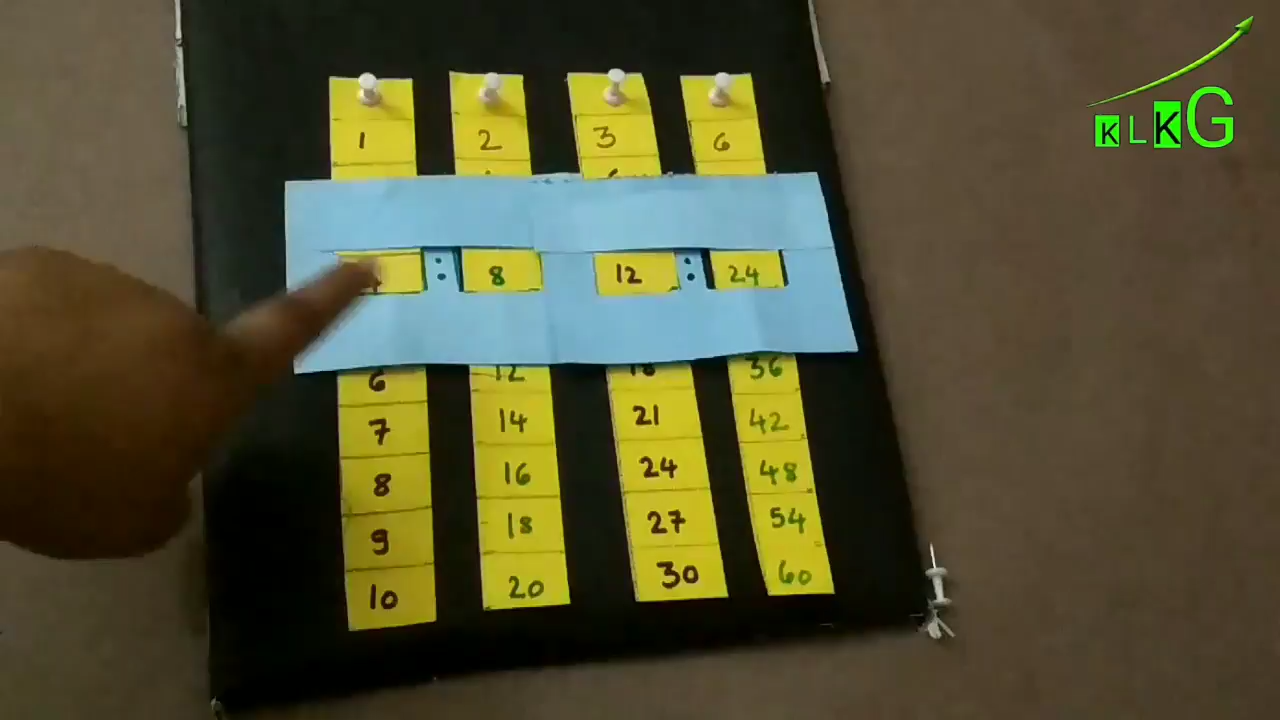 KLKG
1 2 3 6
: 8 12 : 24
6 12 18 36
7 14 21 42
8 16 24 48
9 18 27 54
10 20 30 60